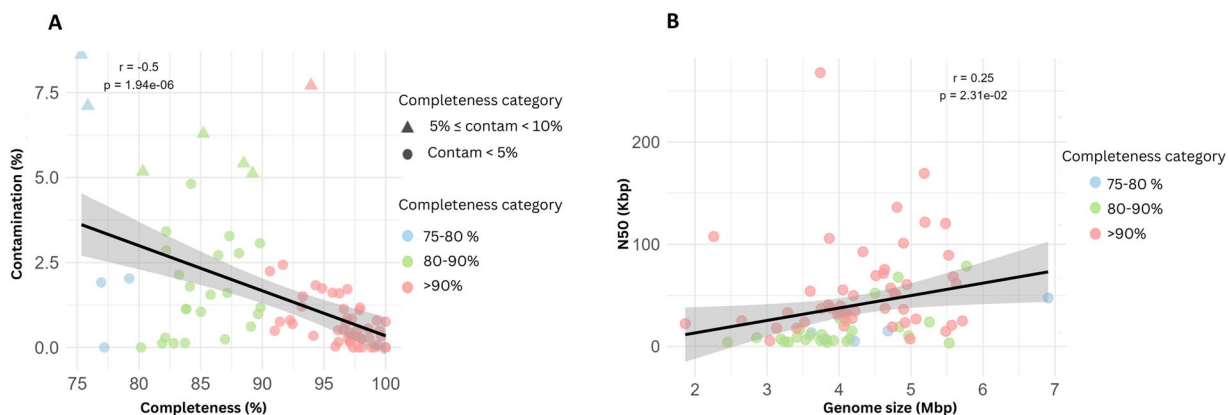 A
r = -0.5
p = 1.94e-06
Contamination (%)
7.5
5.0
2.5
0.0
75
80
85
90
95
100
Completeness (%)
Completeness category
5% ≤ contam < 10%
Contam < 5%
Completeness category
75-80 %
80-90%
>90%
B
r = 0.25
p = 2.31e-02
N50 (Kbp)
200
100
0
2
3
4
5
6
7
Genome size (Mbp)
Completeness category
75-80 %
80-90%
>90%